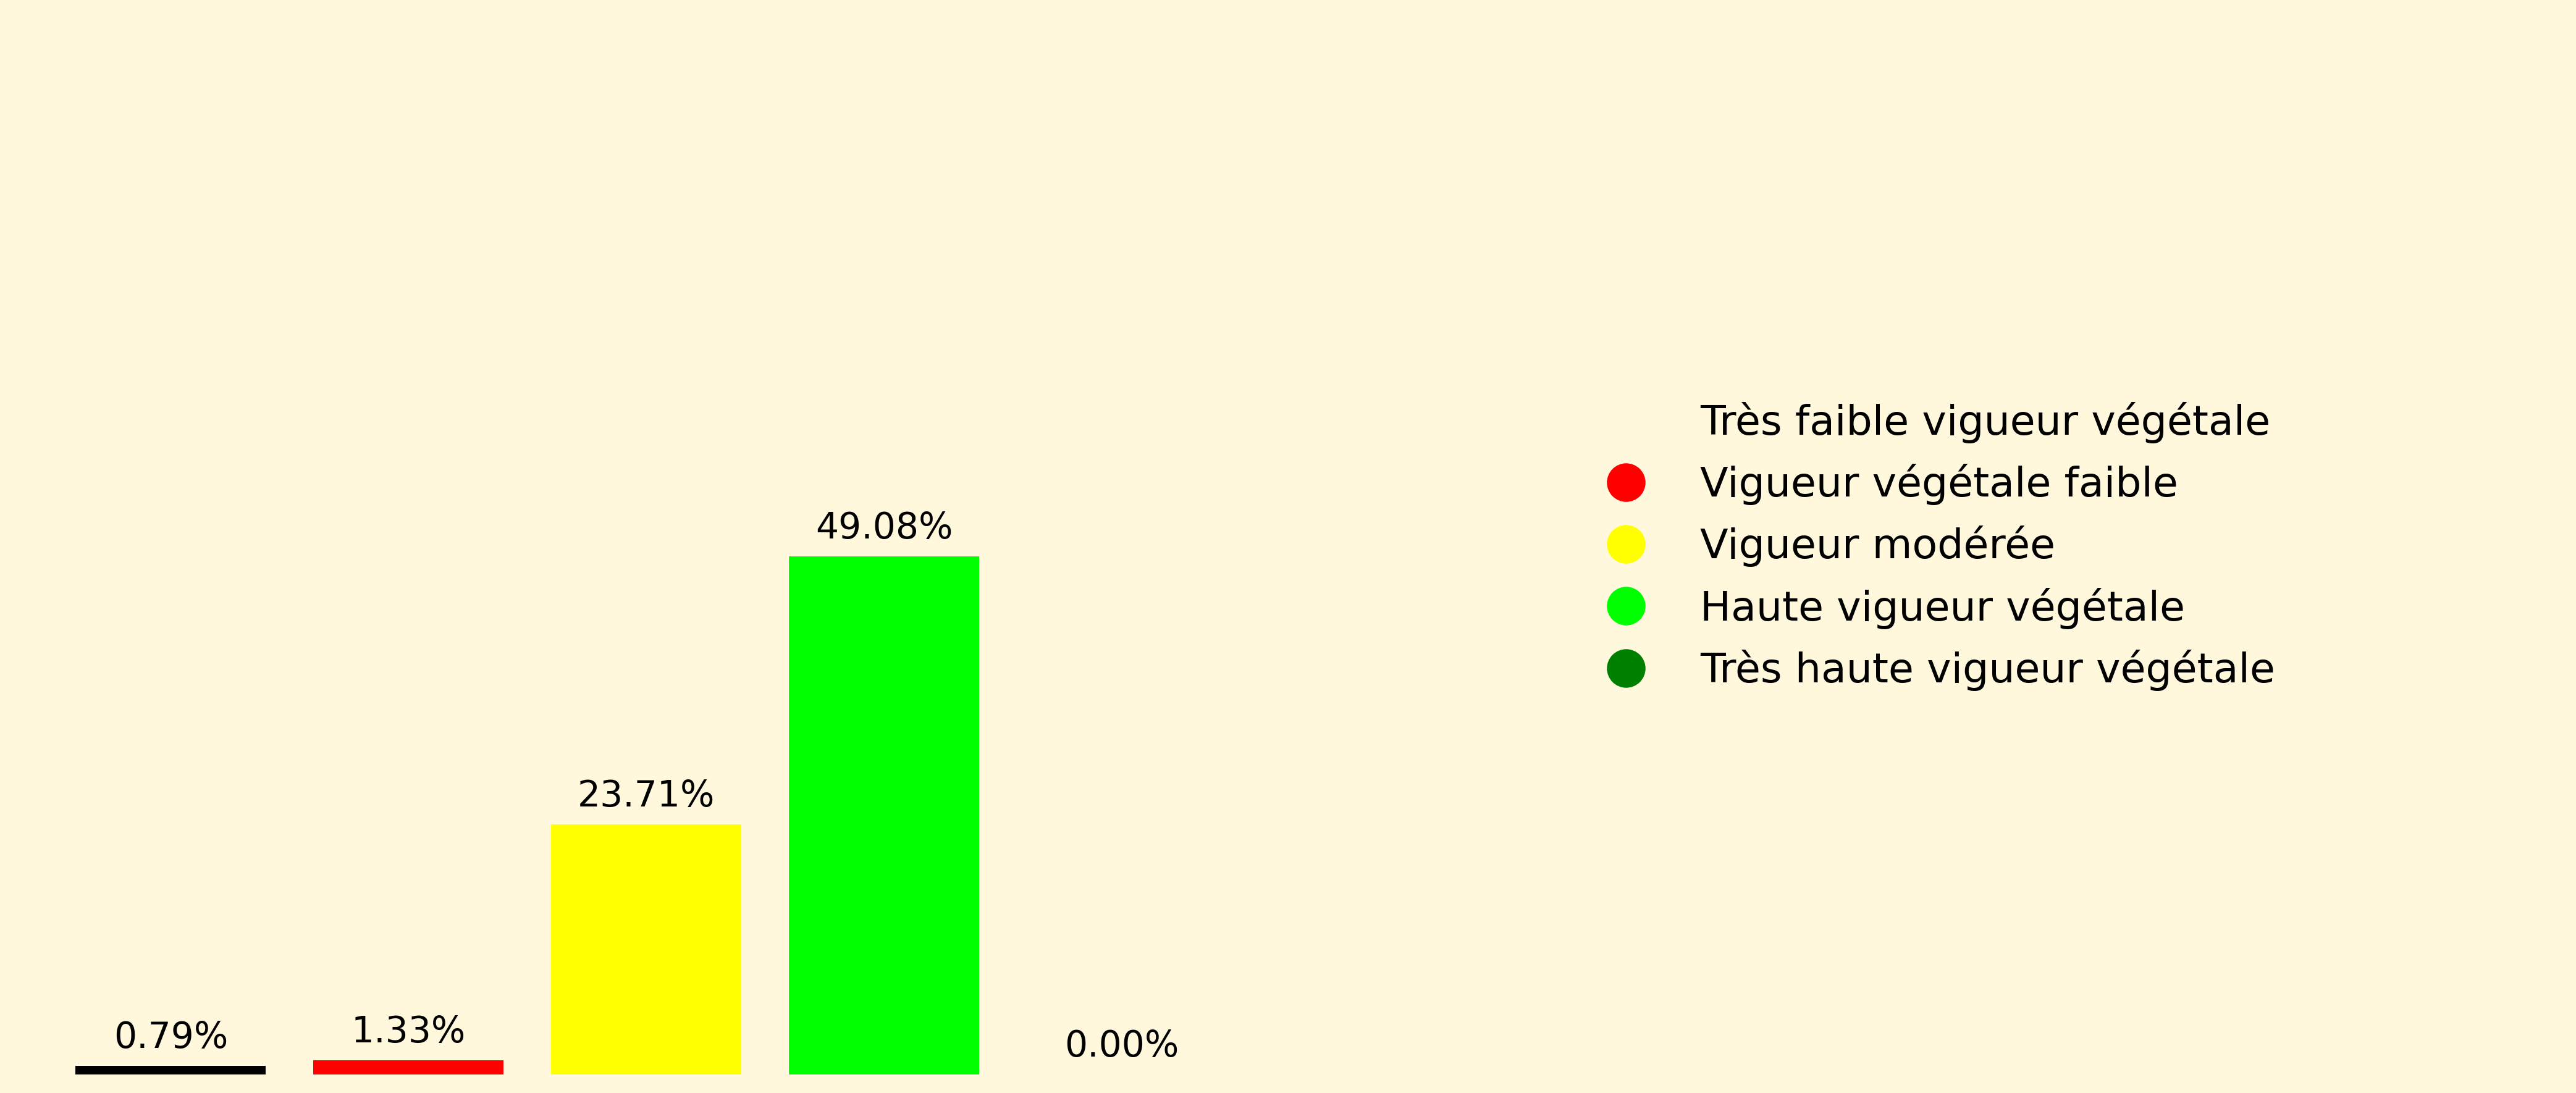 49.08%
23.71%
0.79%
1.33%
0.00%
Très faible vigueur végétale
Vigueur végétale faible
Vigueur modérée
Haute vigueur végétale
Très haute vigueur végétale